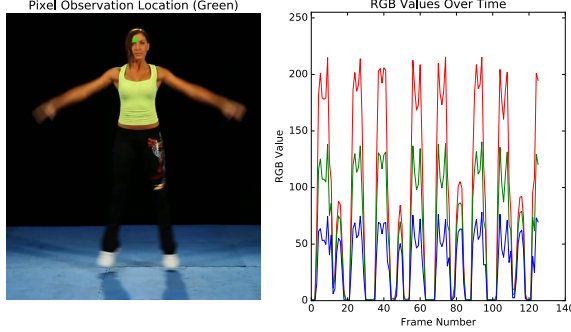 Pixel Observation Location (Green)
RGB Values Over Time
RGB Value
250
200
150
100
50
0
0 20 40 60 80 100 120 140
Frame Number